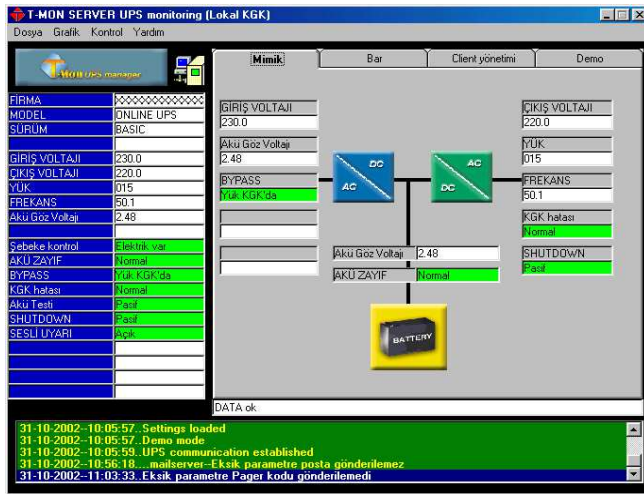 T-MON SERVER UPS monitoring (Lokal KGK)
Dosya Grafik Kontrol Yardım
T-MON UPS manager
FİRMA XXXXXXXXXXXX
MODEL ONLINE UPS
SÜRÜM BASIC
GİRİŞ VOLTAJI 230.0
ÇIKIŞ VOLTAJI 220.0
YÜK 015
FREKANS 50.1
Akü Göz Voltajı 2.48
Şebeke kontrol Elektrik var
AKÜ ZAYIF Normal
BYPASS Yük KGK'da
KGK hatası Normal
Akü Testi Pasif
SHUTDOWN Pasif
SESLİ UYARI Açık
Mimik Bar Client yönetimi Demo
GİRİŞ VOLTAJI
230.0
Akü Göz Voltajı
2.48
BYPASS
Yük KGK'da
DC
AC
AC
DC
ÇIKIŞ VOLTAJI
220.0
YÜK
015
FREKANS
50.1
KGK hatası
Normal
SHUTDOWN
Pasif
Akü Göz Voltajı 2.48
AKÜ ZAYIF Normal
BATTERY
DATA ok
31-10-2002--10:05:57..Settings loaded
31-10-2002--10:05:57..Demo mode
31-10-2002--10:05:59..UPS communication established
31-10-2002--10:56:18....mailserver--Eksik parametre posta gönderilemez
31-10-2002--11:03:33..Eksik parametre Pager kodu gönderilemedi